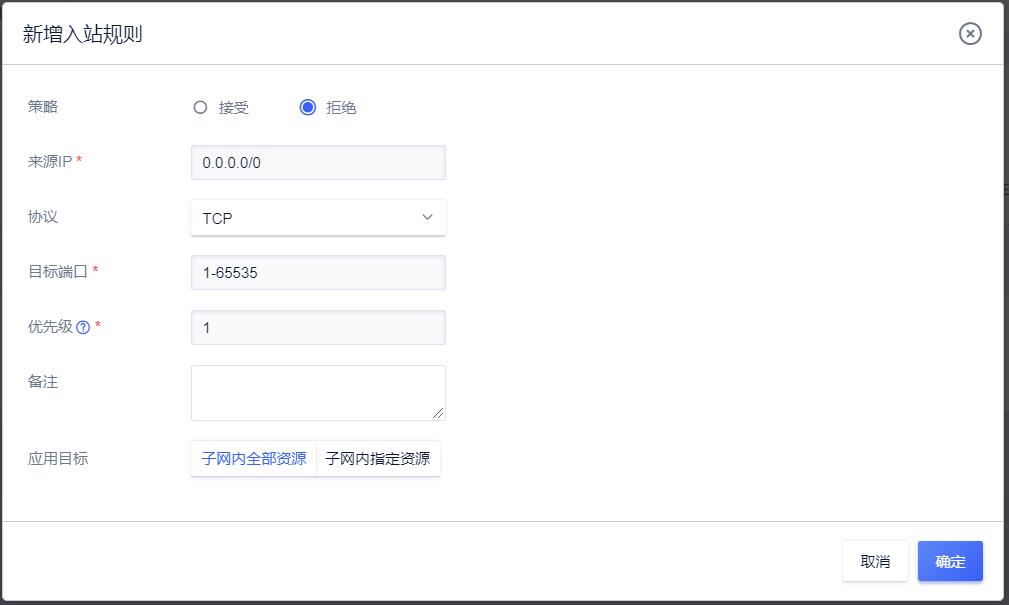 新增入站规则
策略 接受 拒绝
来源IP * 0.0.0.0/0
协议 TCP
目标端口 * 1-65535
优先级 ? * 1
备注
应用目标 子网内全部资源 子网内指定资源
取消 确定